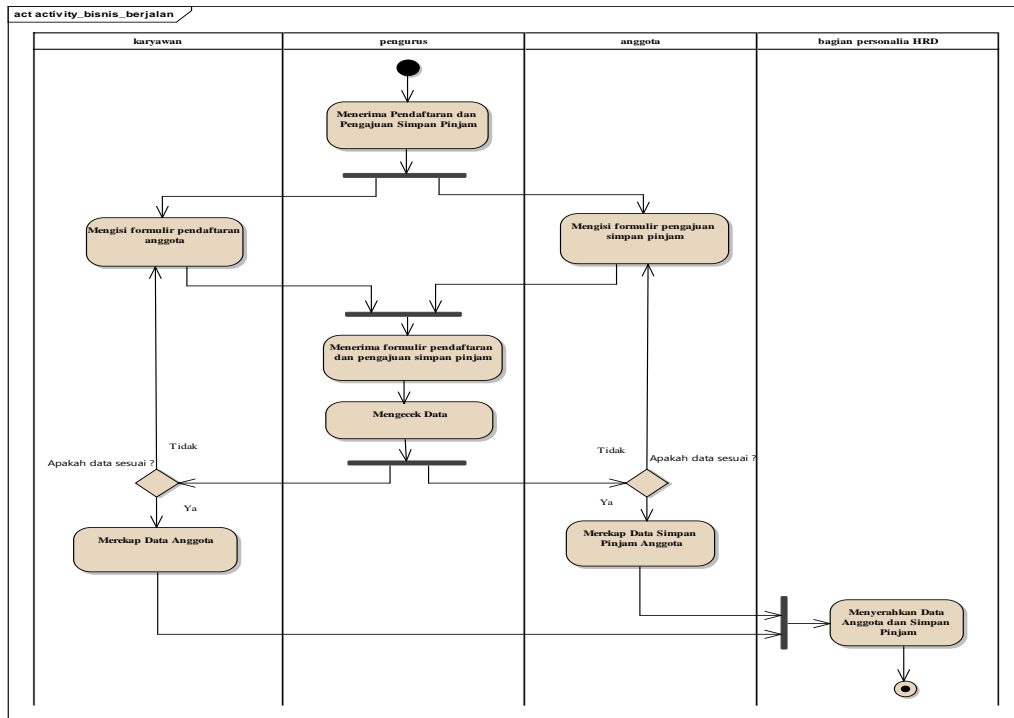 act activity_bisnis_berjalan
karyawan
pengurus
anggota
bagian personalia HRD
Menerima Pendaftaran dan
Pengajuan Simpan Pinjam
Mengisi formulir pendaftaran
anggota
Mengisi formulir pengajuan
simpan pinjam
Menerima formulir pendaftaran
dan pengajuan simpan pinjam
Mengecek Data
Tidak
Apakah data sesuai ?
Ya
Tidak
Apakah data sesuai ?
Ya
Merekap Data Anggota
Merekap Data Simpan
Pinjam Anggota
Menyerahkan Data
Anggota dan Simpan
Pinjam